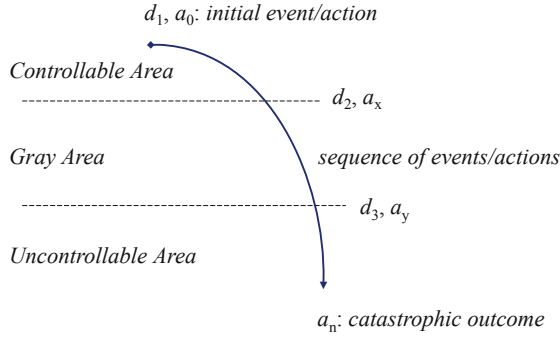 d₁, a₀: initial event/action
Controllable Area
d₂, aₓ
Gray Area
sequence of events/actions
d₃, a_y
Uncontrollable Area
aₙ: catastrophic outcome